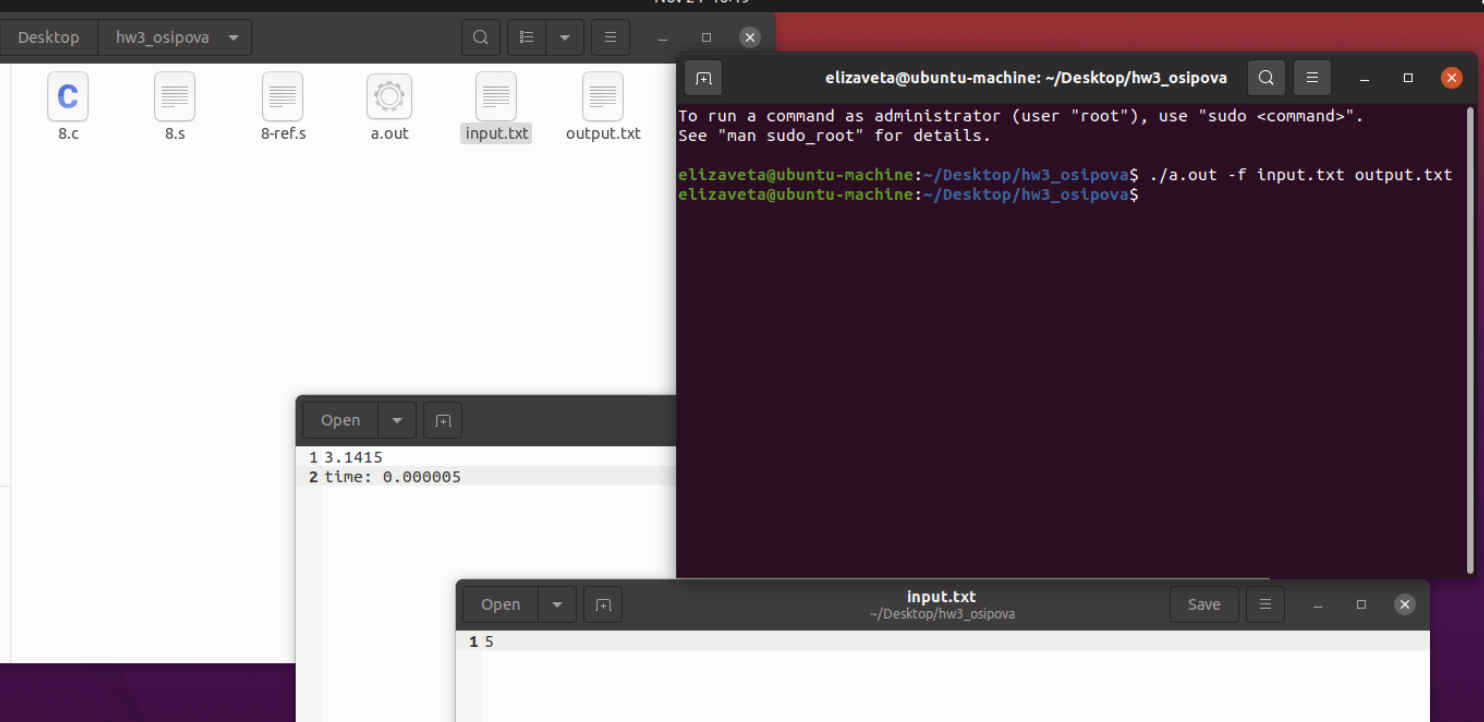 Desktop
hw3_osipova
8.c
8.s
8-ref.s
a.out
input.txt
output.txt
elizaveta@ubuntu-machine: ~/Desktop/hw3_osipova
To run a command as administrator (user "root"), use "sudo <command>".
See "man sudo_root" for details.
elizaveta@ubuntu-machine:~/Desktop/hw3_osipova$ ./a.out -f input.txt output.txt
elizaveta@ubuntu-machine:~/Desktop/hw3_osipova$
Open
1 3.1415
2 time: 0.000005
Open
input.txt
~/Desktop/hw3_osipova
Save
1 5